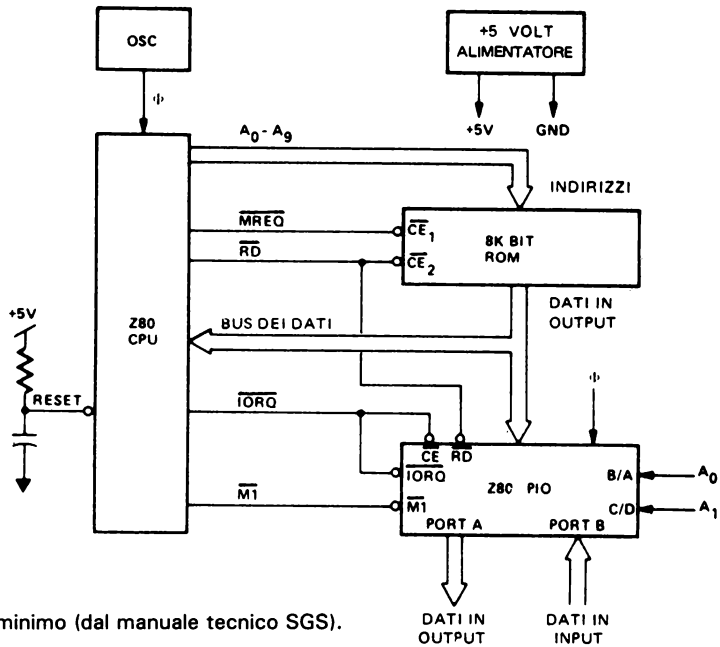 OSC
+5 VOLT
ALIMENTATORE
Φ
+5V
GND
A0 - A9
INDIRIZZI
MREQ
CE1
8K BIT
ROM
RD
CE2
DATI IN
OUTPUT
+5V
Z80
CPU
BUS DEI DATI
RESET
IORQ
Φ
CE
RD
IORQ
Z80 PIO
B/A
A0
M1
M1
C/D
A1
PORT A
PORT B
DATI IN
OUTPUT
DATI IN
INPUT
minimo (dal manuale tecnico SGS).